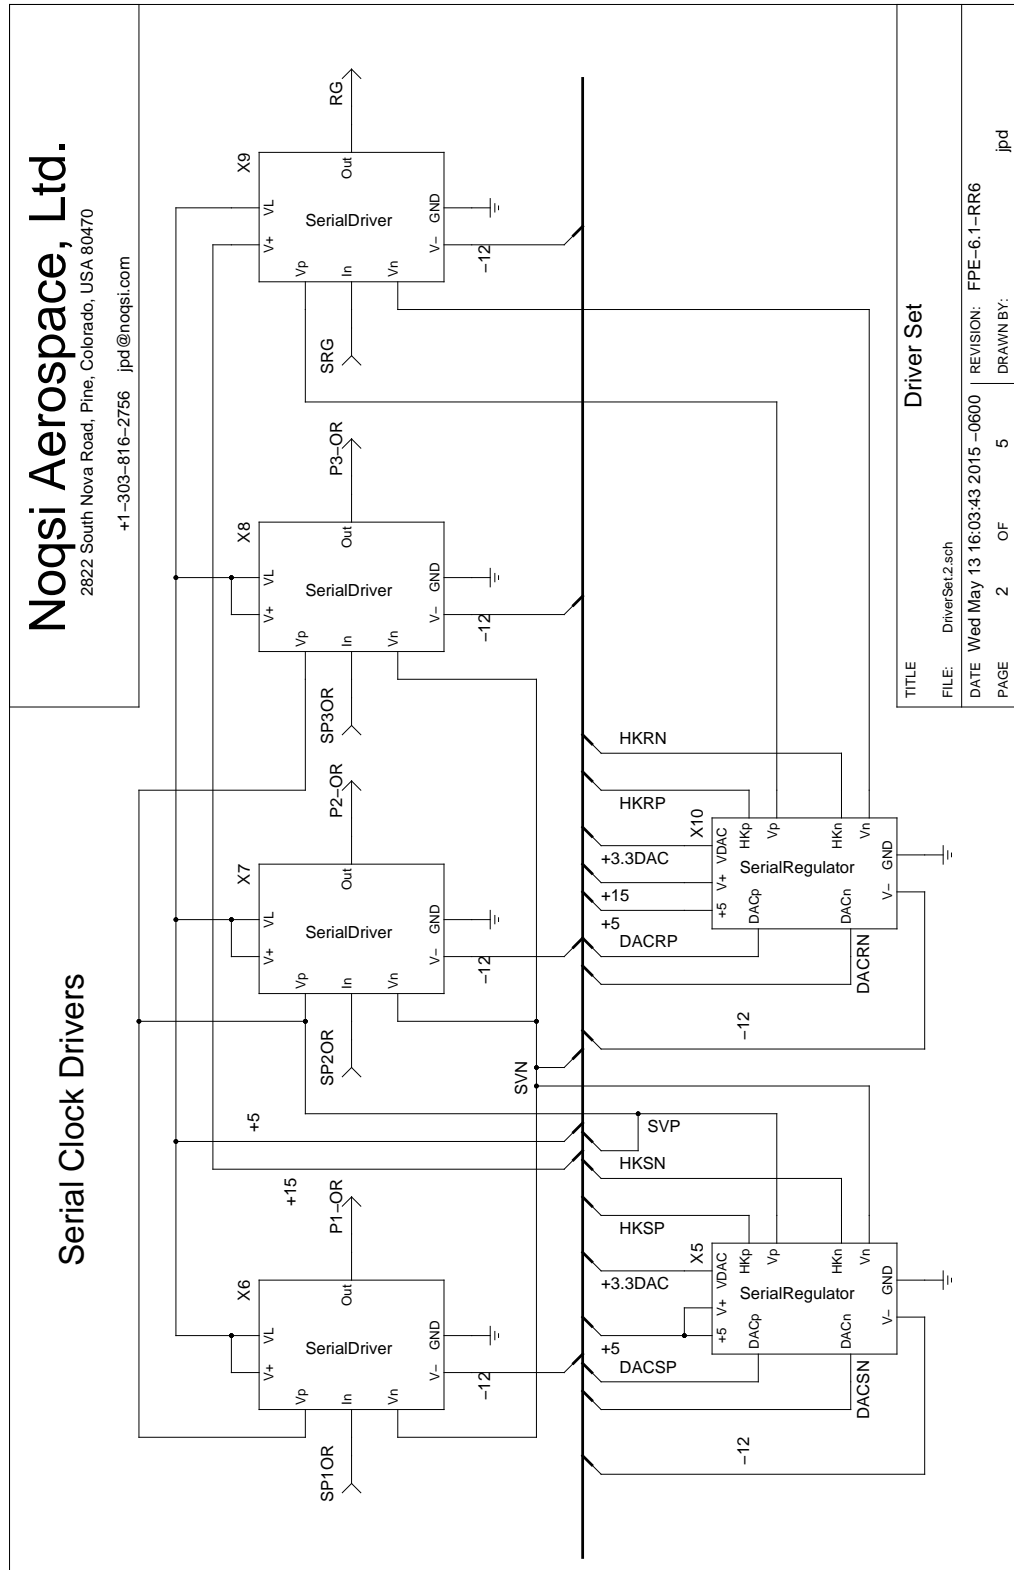 Serial Clock Drivers
Noqsi Aerospace, Ltd.
2822 South Nova Road, Pine, Colorado, USA 80470
+1−303−816−2756 jpd@noqsi.com
+15
+5
X6
V+
VL
Vp
In
Vn
SerialDriver
Out
V−
GND
SP1OR
P1−OR
−12
X7
V+
VL
Vp
In
Vn
SerialDriver
Out
V−
GND
SP2OR
P2−OR
−12
X8
V+
VL
Vp
In
Vn
SerialDriver
Out
V−
GND
SP3OR
P3−OR
−12
X9
V+
VL
Vp
In
Vn
SerialDriver
Out
V−
GND
SRG
RG
−12
SVN
SVP
−12
DACSN
DACSP
+5
+3.3DAC
HKSP
HKSN
X5
+5
V+
VDAC
DACp
DACn
SerialRegulator
HKp
Vp
HKn
Vn
V−
GND
−12
DACRN
DACRP
+5
+15
+3.3DAC
HKRP
HKRN
X10
+5
V+
VDAC
DACp
DACn
SerialRegulator
HKp
Vp
HKn
Vn
V−
GND
TITLE
Driver Set
FILE: DriverSet.2.sch
DATE Wed May 13 16:03:43 2015 −0600
REVISION: FPE−6.1−RR6
PAGE 2 OF 5
DRAWN BY: jpd